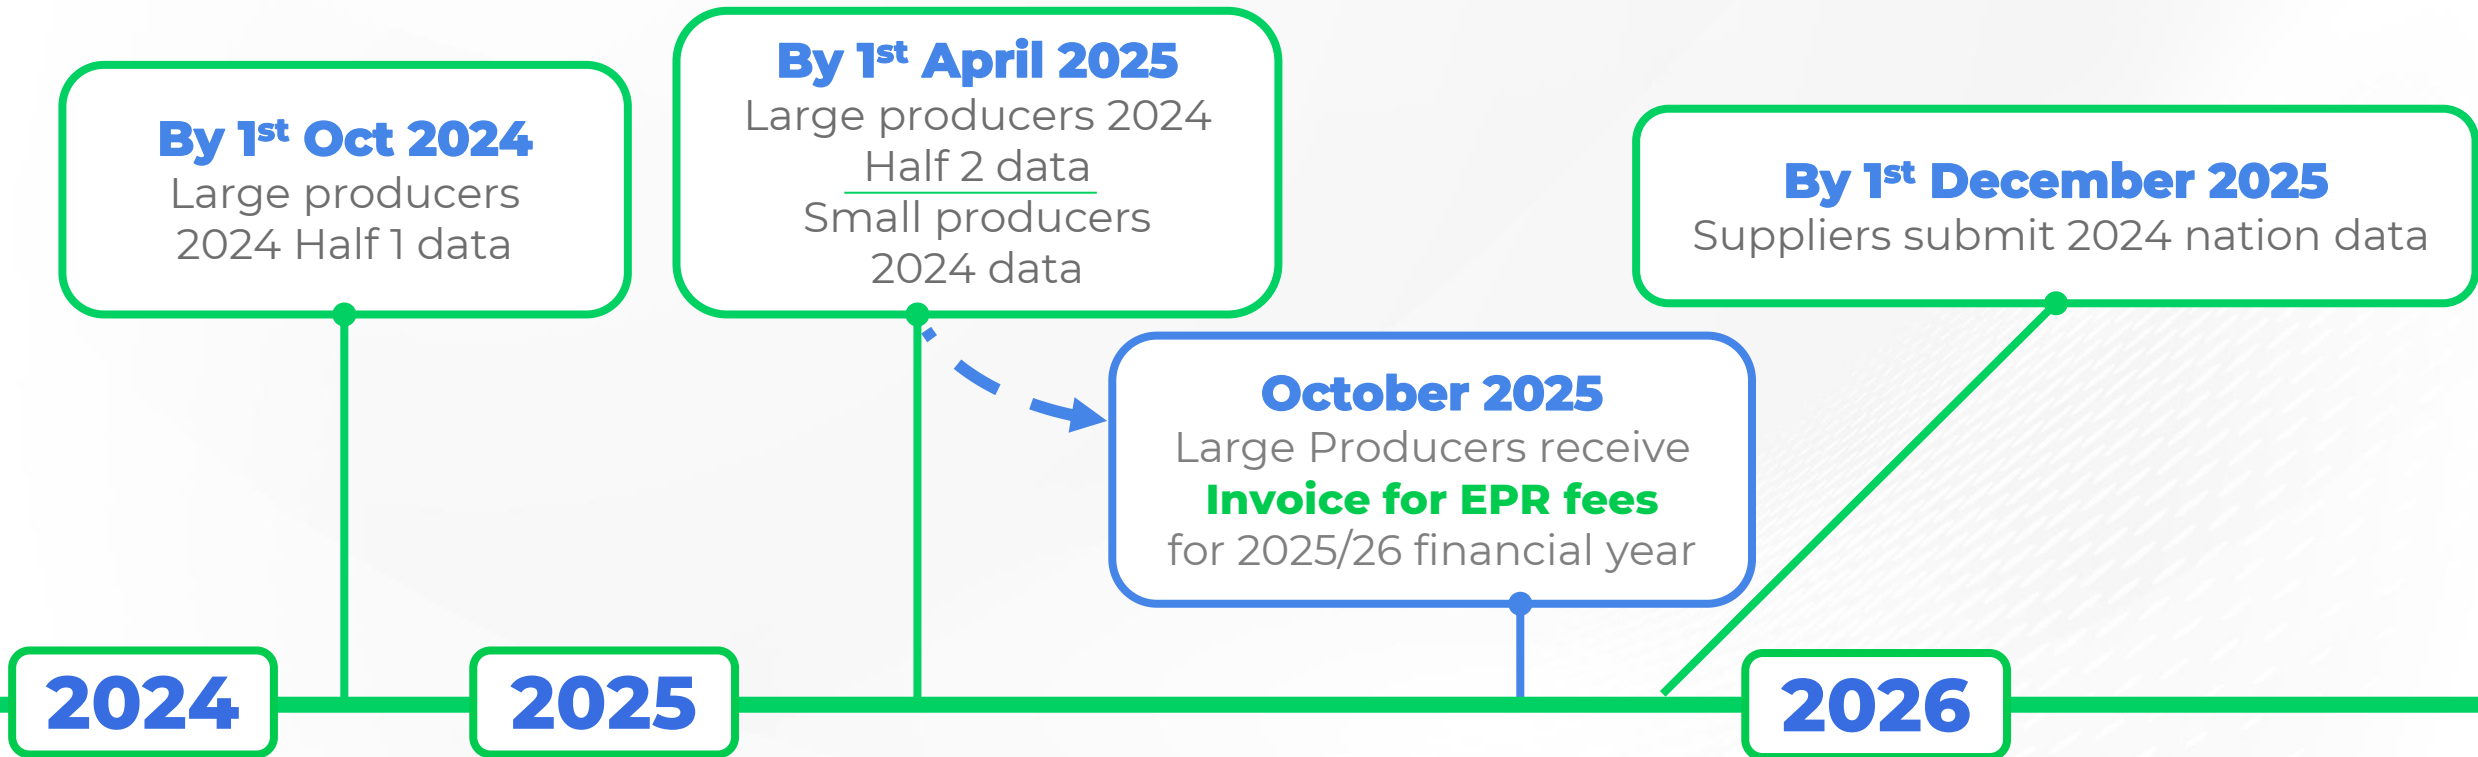 By 1st Oct 2024
Large producers
2024 Half 1 data
By 1st April 2025
Large producers 2024
Half 2 data
Small producers
2024 data
October 2025
Large Producers receive
Invoice for EPR fees
for 2025/26 financial year
By 1st December 2025
Suppliers submit 2024 nation data
2024
2025
2026